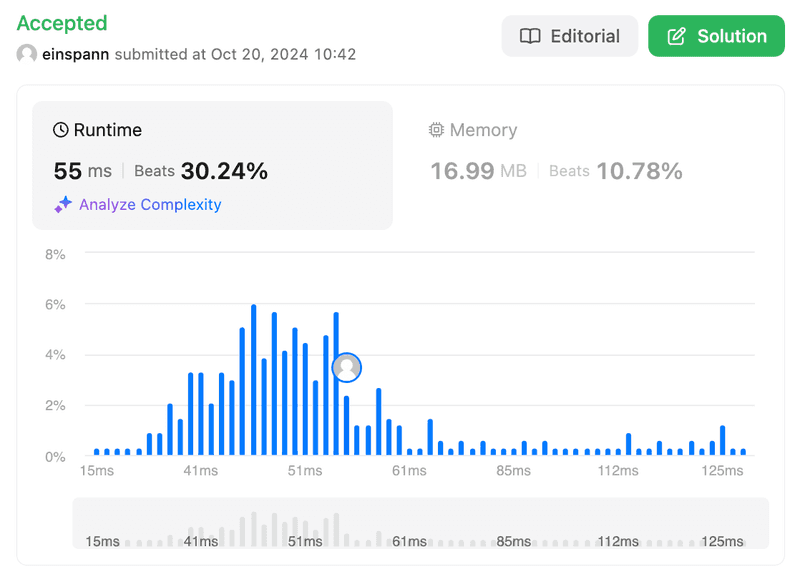 Accepted
einspann submitted at Oct 20, 2024 10:42
Editorial
Solution
Runtime
55 ms | Beats 30.24%
Analyze Complexity
Memory
16.99 MB | Beats 10.78%
8%
6%
4%
2%
0%
15ms 41ms 51ms 61ms 85ms 112ms 125ms
15ms 41ms 51ms 61ms 85ms 112ms 125ms